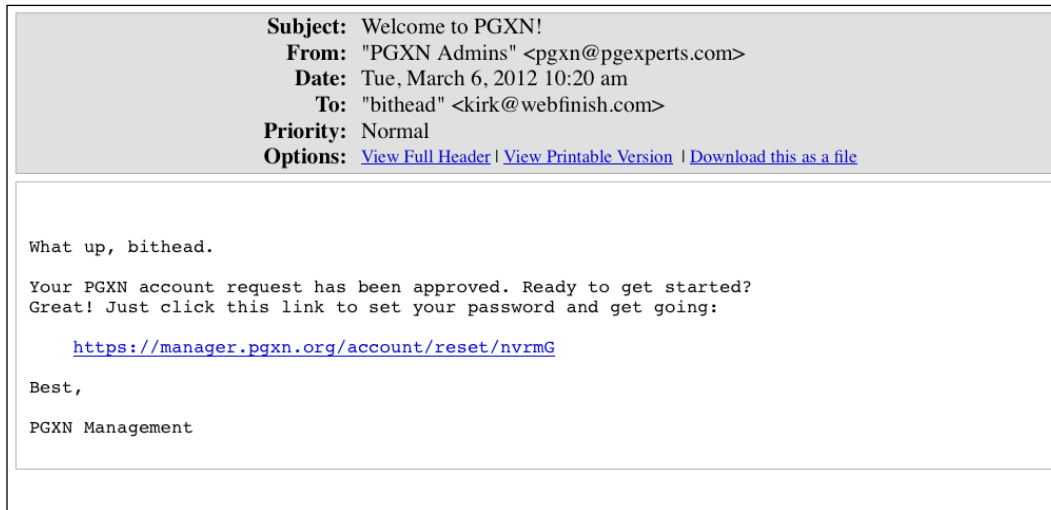 Subject: Welcome to PGXN!
From: "PGXN Admins" <pgxn@pgexperts.com>
Date: Tue, March 6, 2012 10:20 am
To: "bithead" <kirk@webfinish.com>
Priority: Normal
Options: View Full Header | View Printable Version | Download this as a file
What up, bithead.
Your PGXN account request has been approved. Ready to get started?
Great! Just click this link to set your password and get going:
https://manager.pgxn.org/account/reset/nvrmG
Best,
PGXN Management